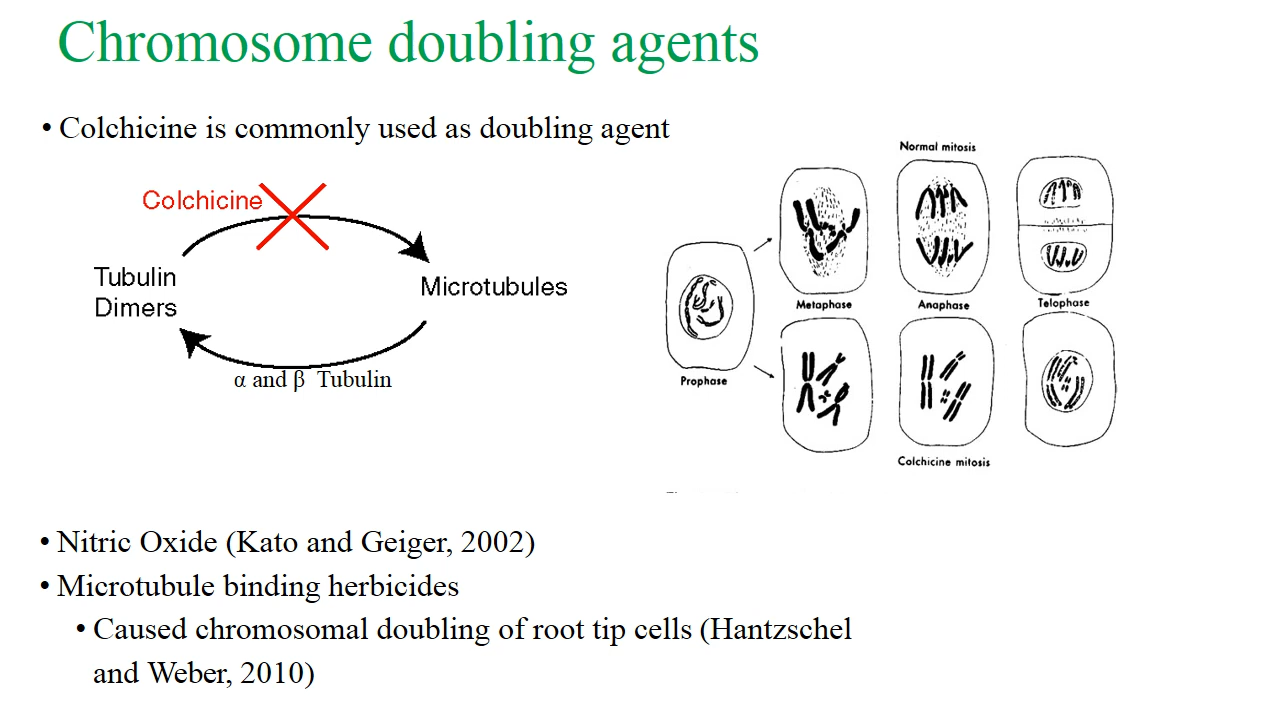 Chromosome doubling agents
• Colchicine is commonly used as doubling agent
Colchicine
Tubulin
Dimers
Microtubules
α and β Tubulin
Normal mitosis
Metaphase
Anaphase
Telophase
Prophase
Colchicine mitosis
• Nitric Oxide (Kato and Geiger, 2002)
• Microtubule binding herbicides
• Caused chromosomal doubling of root tip cells (Hantzschel
and Weber, 2010)